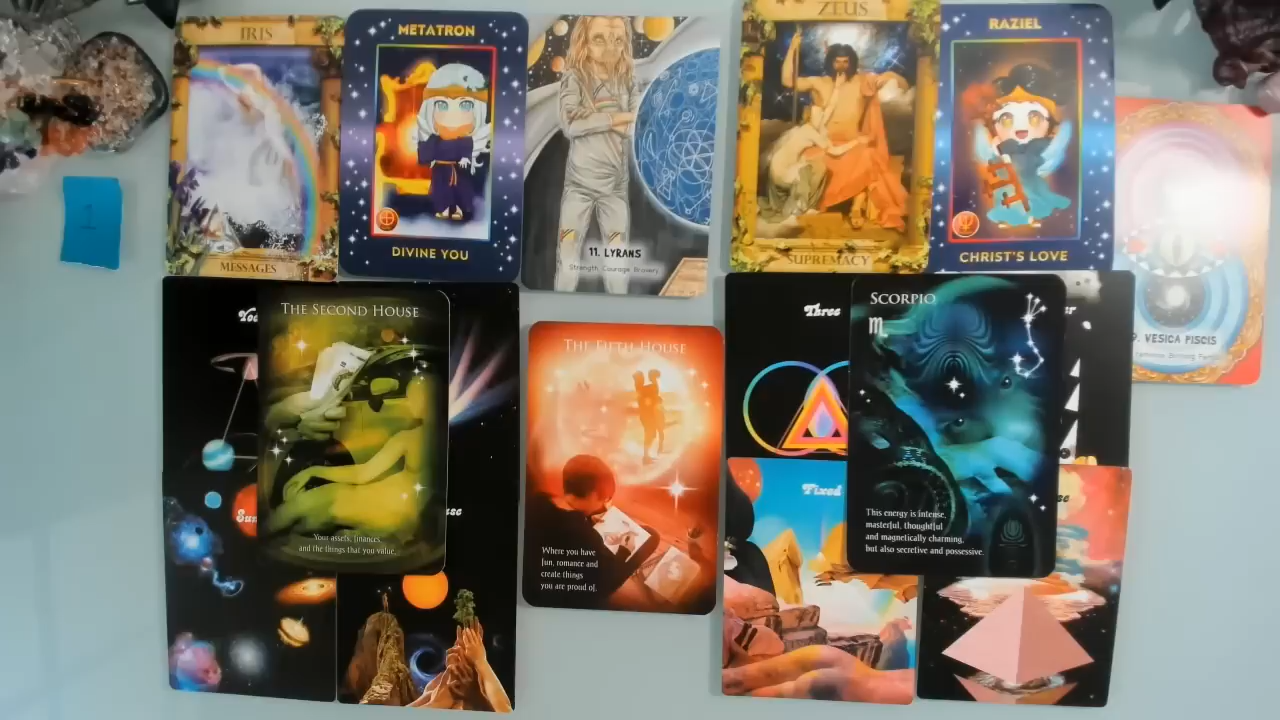 IRIS
MESSAGES
METATRON
DIVINE YOU
11. LYRANS
Strength Courage Bravery
ZEUS
SUPREMACY
RAZIEL
CHRIST'S LOVE
VESICA PISCIS
1
THE SECOND HOUSE
Your assets, finances
and the things that you value.
THE FIFTH HOUSE
Where you have
fun, romance and
create things
you are proud of.
Three
SCORPIO
This energy is intense,
masterful, thoughtful
and magnetically charming,
but also secretive and possessive.
Fixed